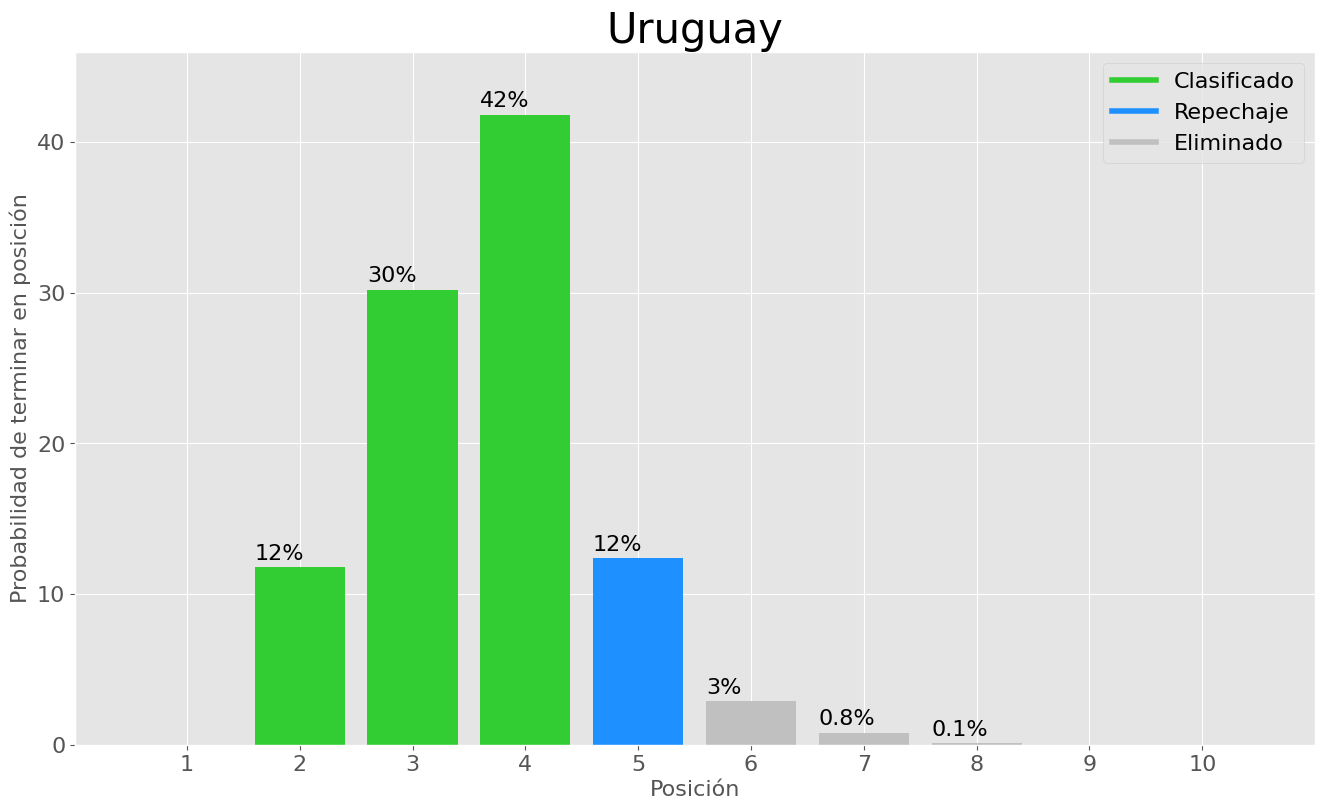 Uruguay
Clasificado
Repechaje
Eliminado
Probabilidad de terminar en posición
40
30
20
10
0
12%
30%
42%
12%
3%
0.8%
0.1%
1 2 3 4 5 6 7 8 9 10
Posición